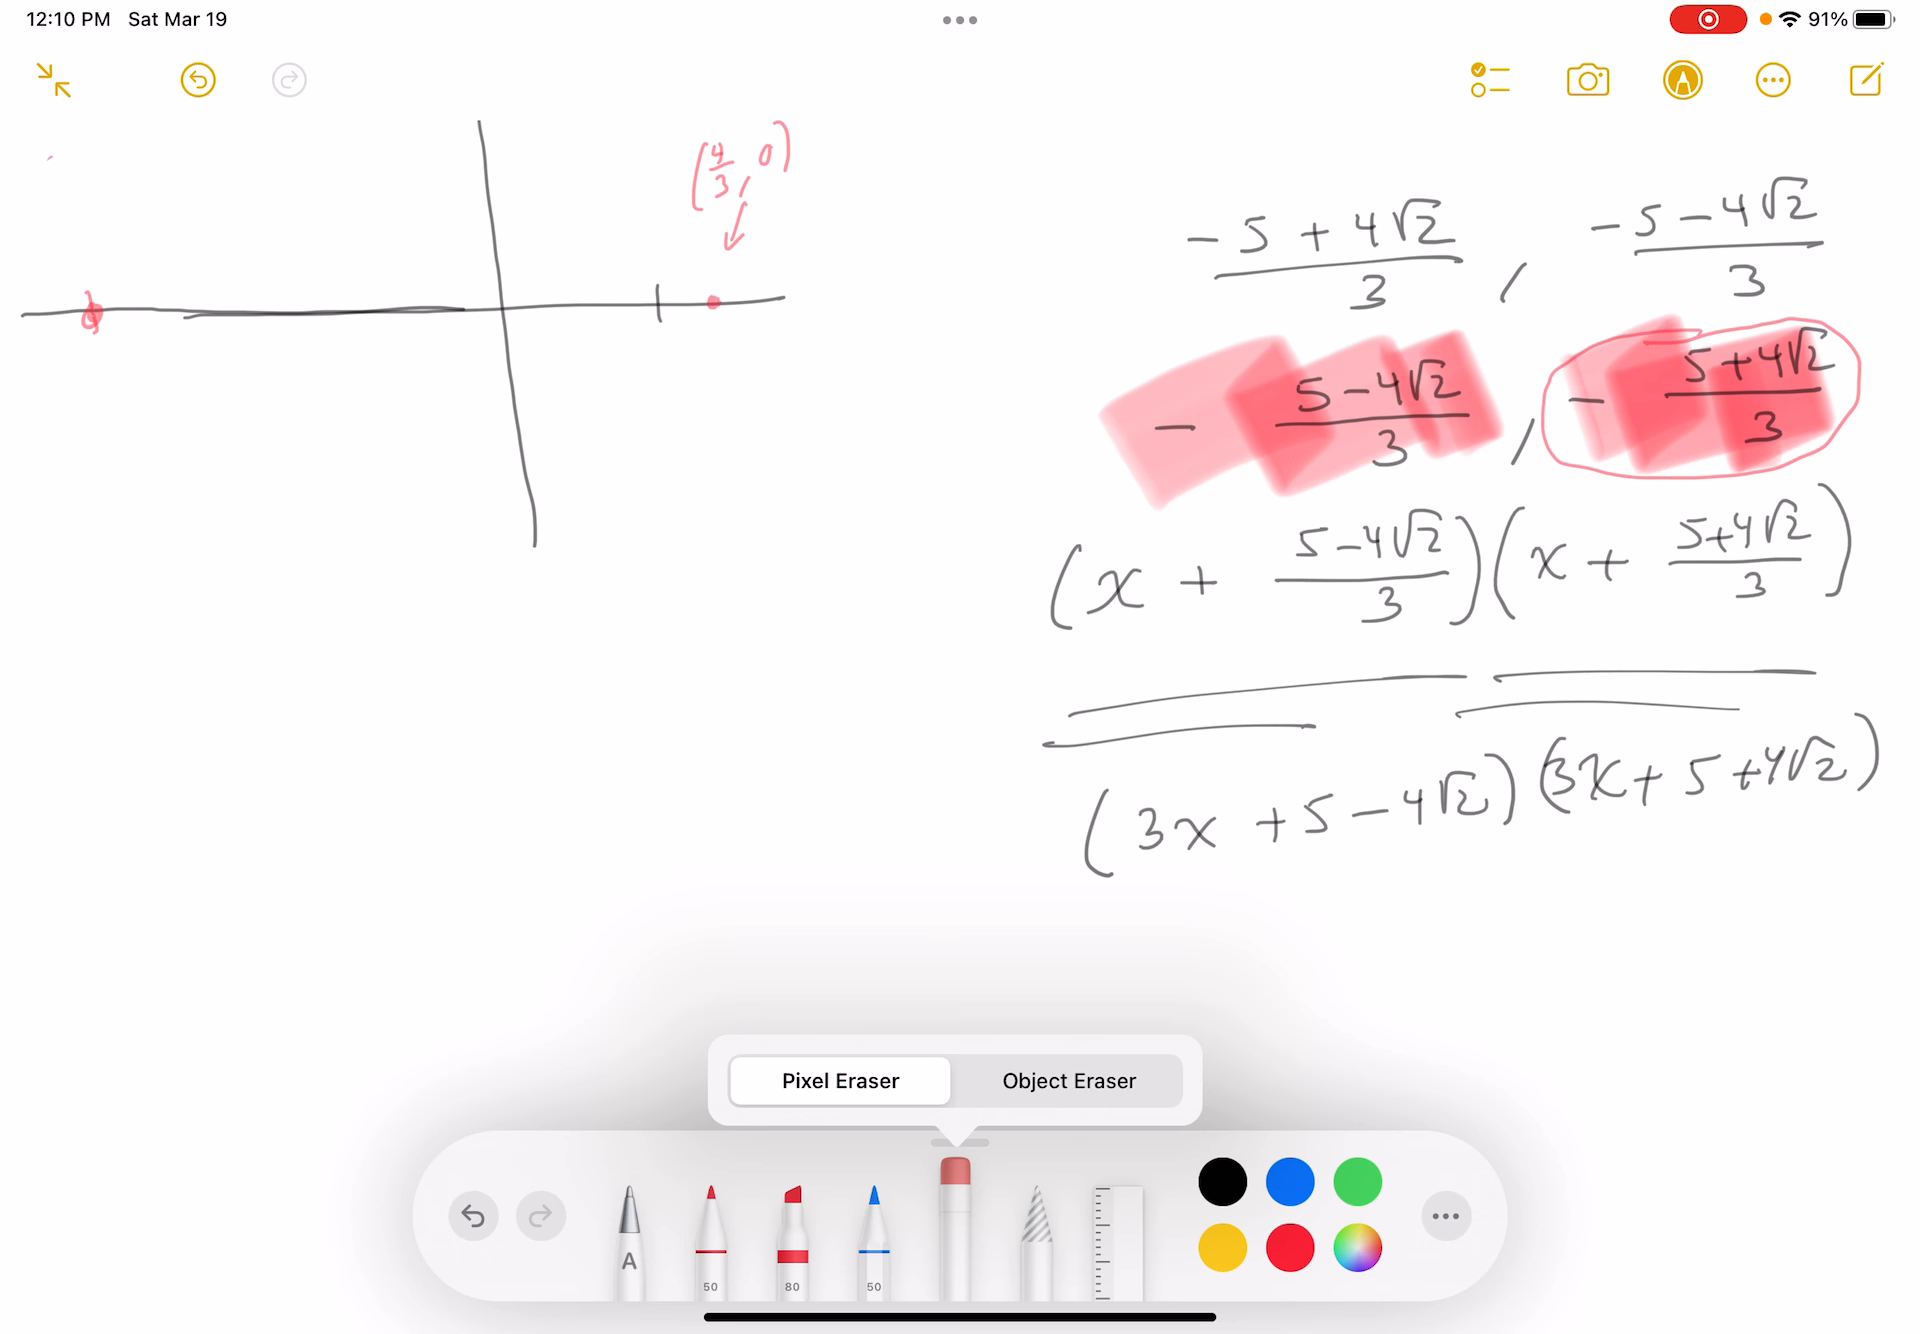 12:10 PM Sat Mar 19 91%
(4/3, 0)
(-5 + 4√2)/3, (-5 - 4√2)/3
- (5 - 4√2)/3, - (5 + 4√2)/3
(x + (5 - 4√2)/3)(x + (5 + 4√2)/3)
(3x + 5 - 4√2)(3x + 5 + 4√2)
Pixel Eraser Object Eraser
A 50 80 50